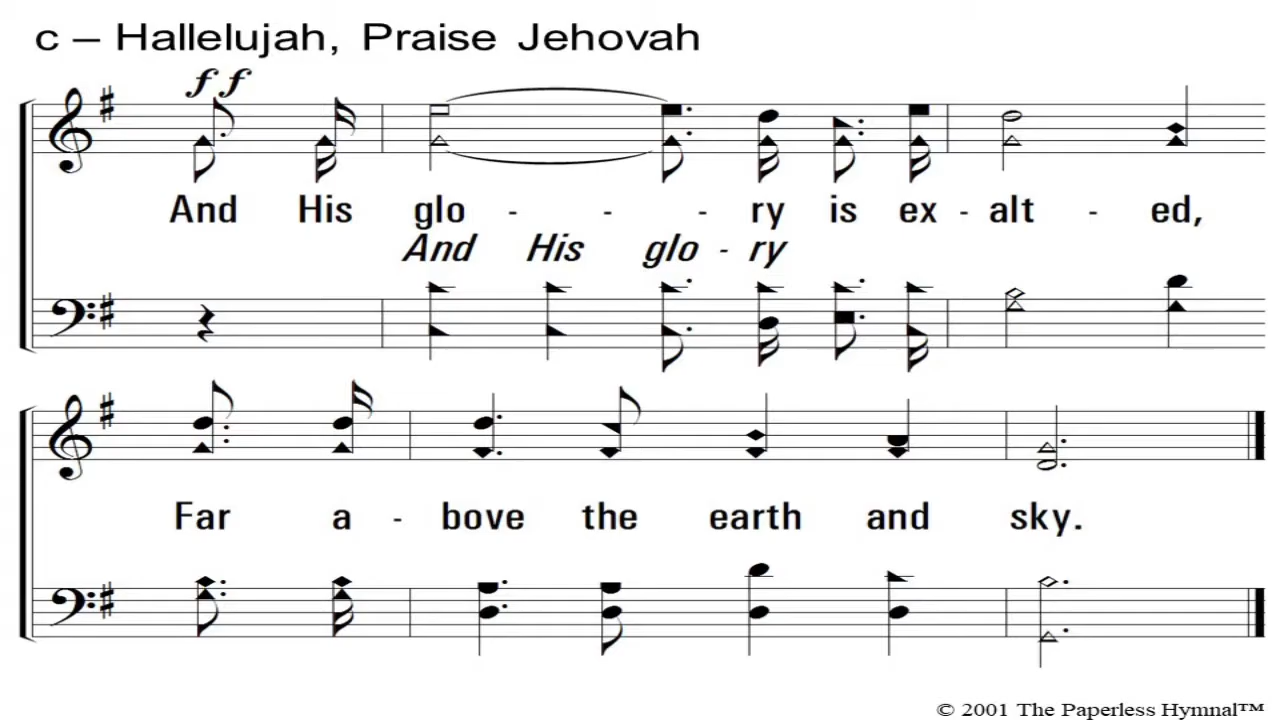 c – Hallelujah, Praise Jehovah
ff
And His glo - - - ry is ex - alt - ed,
And His glo - ry
Far a - bove the earth and sky.
© 2001 The Paperless Hymnal™